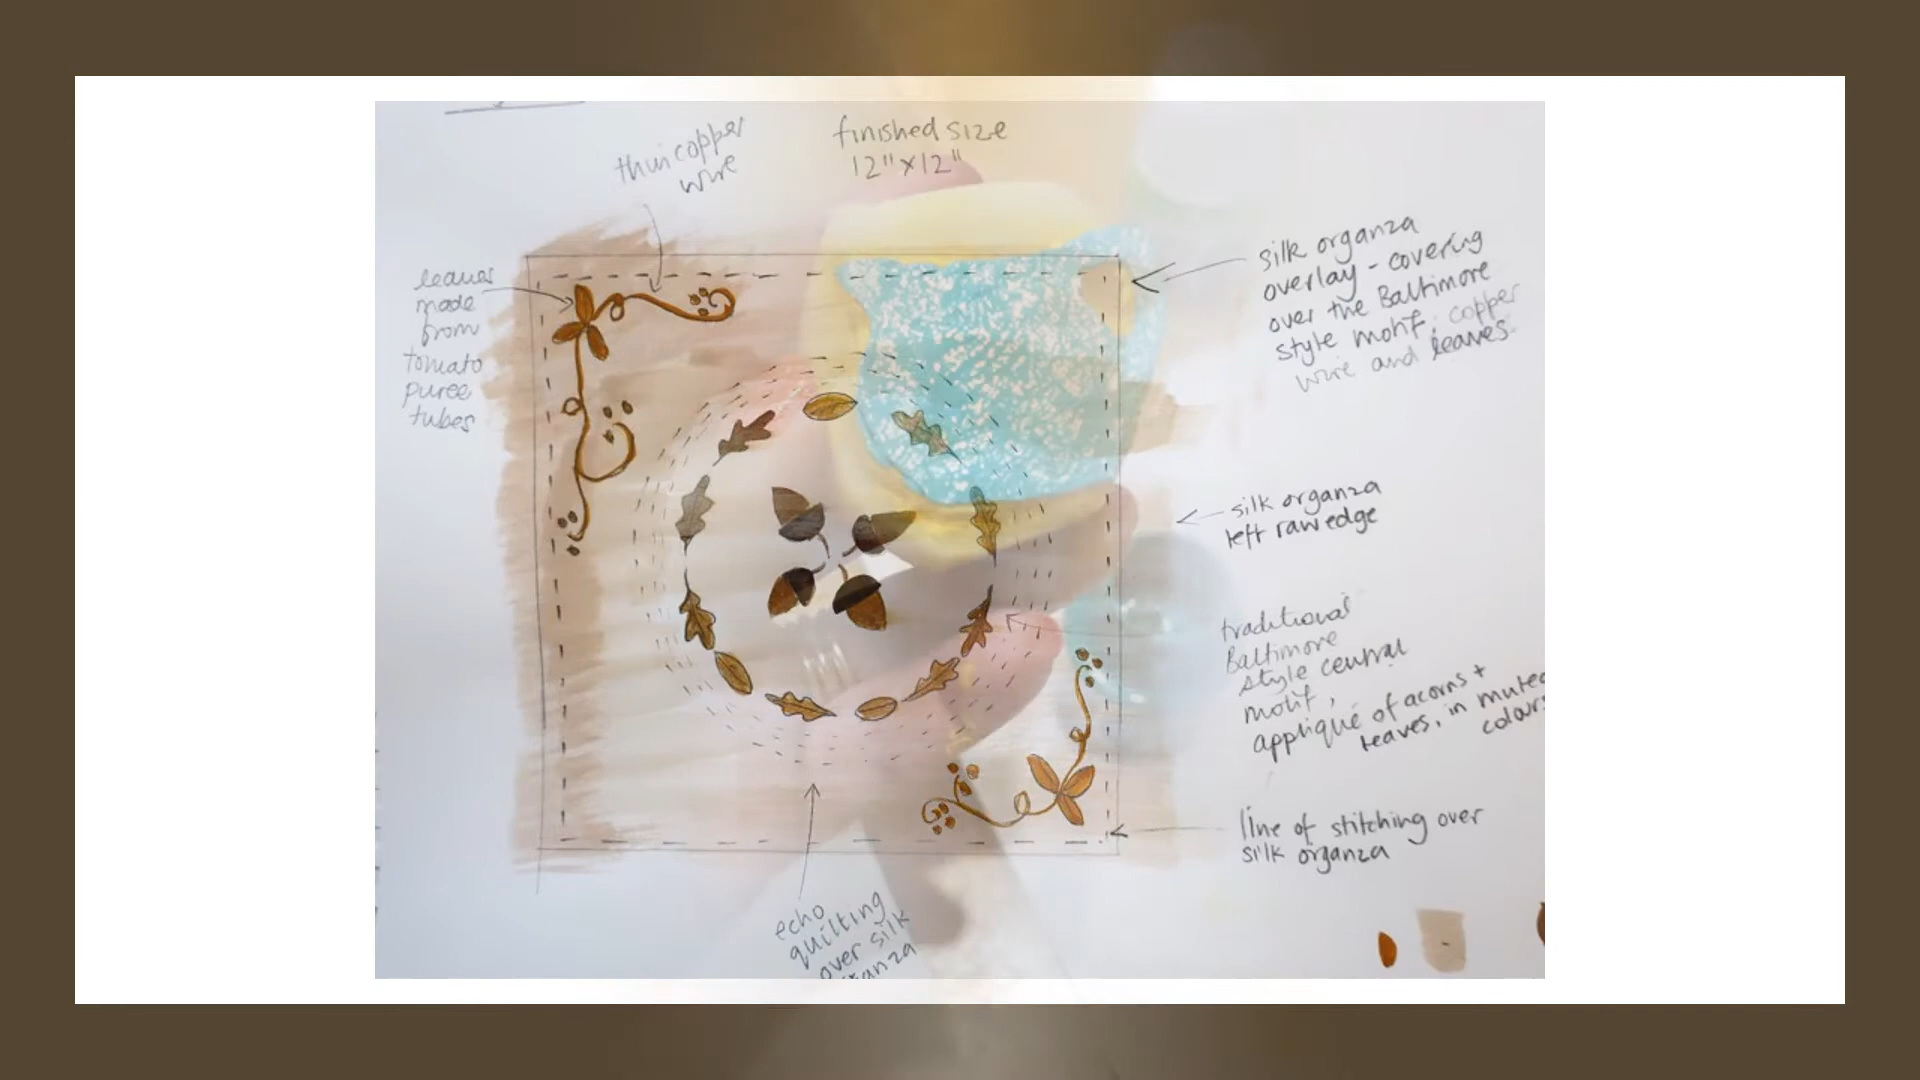 thin copper
wire
finished size
12" x 12"
leaves
made
from
tomato
puree
tubes
silk organza
overlay - covering
over the Baltimore
style motif, copper
wire and leaves.
silk organza
left raw edge
traditional
Baltimore
style central
motif,
appliqué of acorns +
leaves, in muted
colours
line of stitching over
silk organza
echo
quilting
over silk
organza